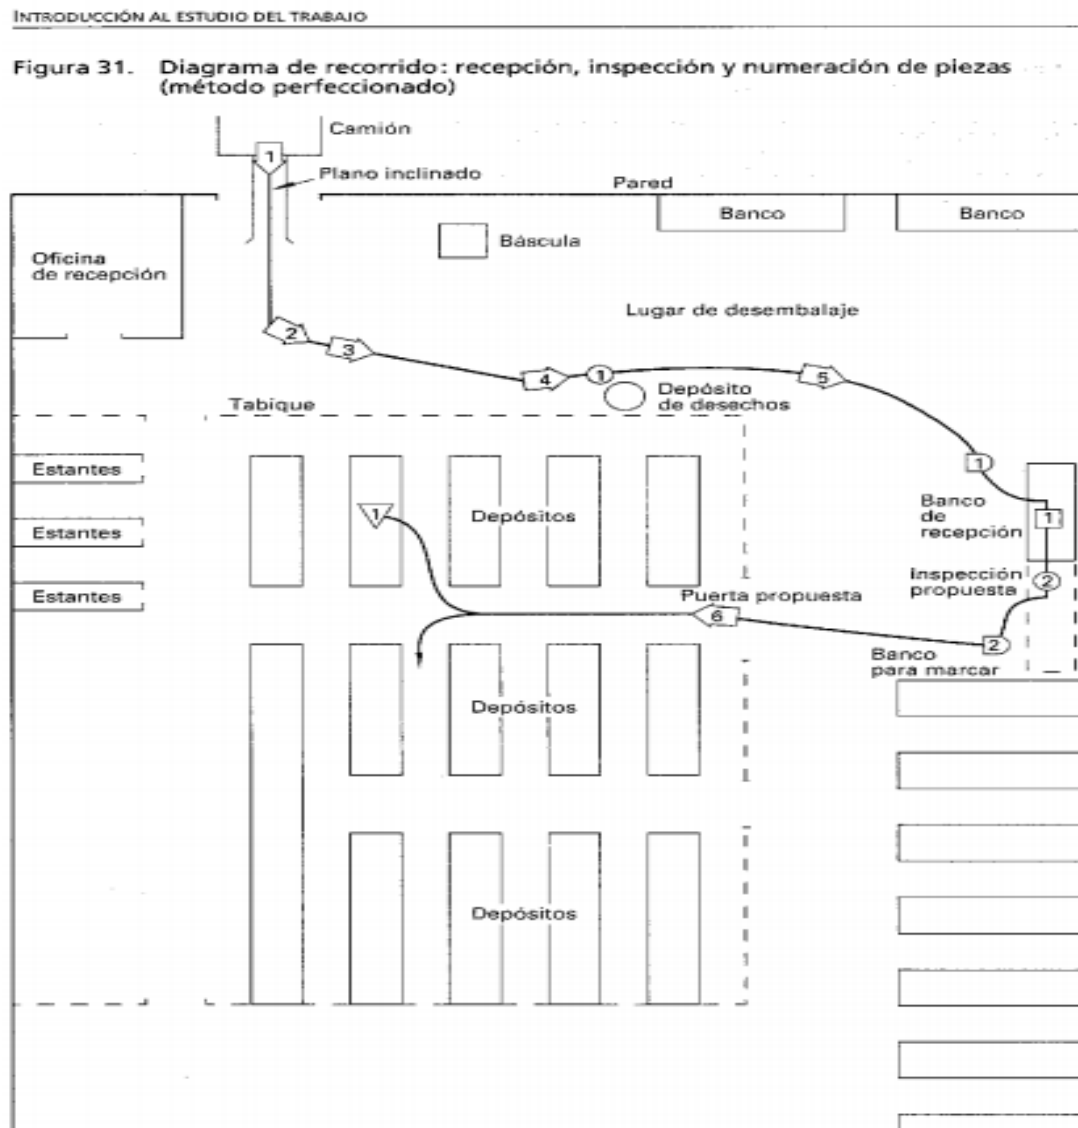 INTRODUCCIÓN AL ESTUDIO DEL TRABAJO
Figura 31. Diagrama de recorrido: recepción, inspección y numeración de piezas
(método perfeccionado)
Camión
1
Plano inclinado
Pared
Banco
Banco
Báscula
Oficina
de recepción
Lugar de desembalaje
2
3
4
1
5
Depósito
de desechos
Tabique
Estantes
1
Banco
de
recepción
1
1
Depósitos
Estantes
Inspección
propuesta
2
Estantes
Puerta propuesta
6
2
Banco
para marcar
Depósitos
Depósitos